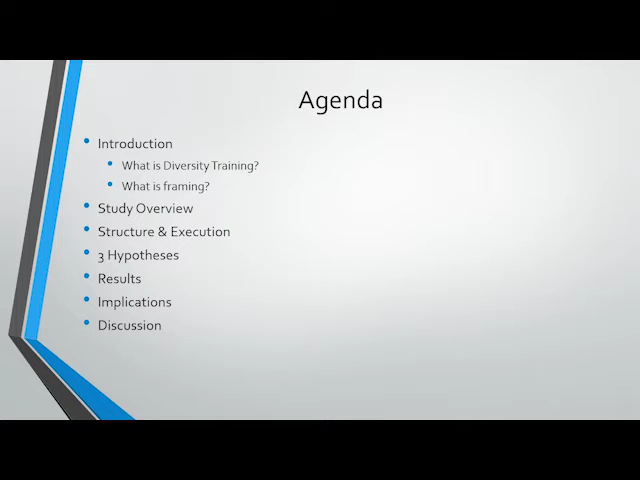 Agenda
• Introduction
• What is Diversity Training?
• What is framing?
• Study Overview
• Structure & Execution
• 3 Hypotheses
• Results
• Implications
• Discussion